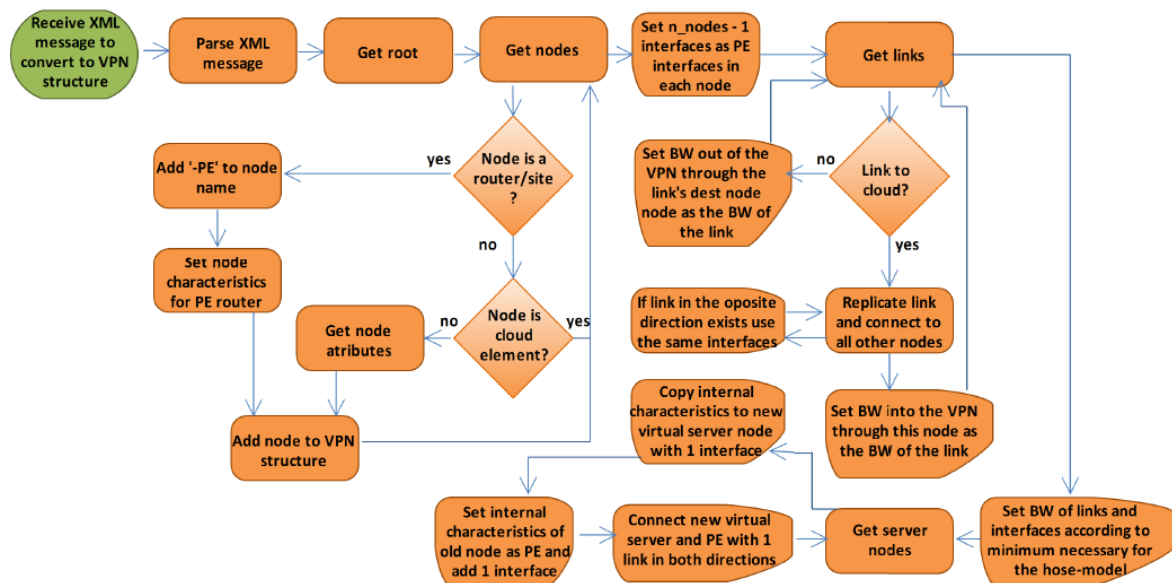 Receive XML
message to
convert to VPN
structure
Parse XML
message
Get root
Get nodes
Set n_nodes - 1
interfaces as PE
interfaces in
each node
Get links
Node is a
router/site
?
yes
no
Add '-PE' to node
name
Set node
characteristics
for PE router
Node is
cloud
element?
no
yes
Get node
atributes
Add node to VPN
structure
Link to
cloud?
no
yes
Set BW out of the
VPN through the
link's dest node
node as the BW of
the link
Replicate link
and connect to
all other nodes
If link in the oposite
direction exists use
the same interfaces
Set BW into the VPN
through this node as
the BW of the link
Copy internal
characteristics to new
virtual server node
with 1 interface
Set internal
characteristics of
old node as PE and
add 1 interface
Connect new virtual
server and PE with 1
link in both directions
Get server
nodes
Set BW of links and
interfaces according to
minimum necessary for
the hose-model